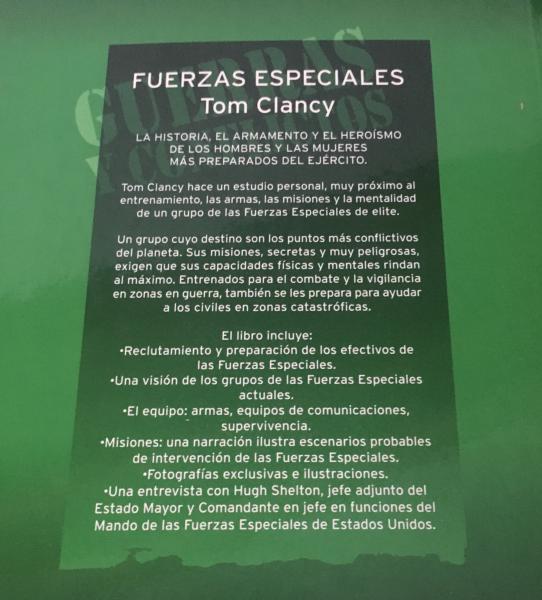 GUERRAS
Y CONFLICTOS
FUERZAS ESPECIALES
Tom Clancy
LA HISTORIA, EL ARMAMENTO Y EL HEROÍSMO
DE LOS HOMBRES Y LAS MUJERES
MÁS PREPARADOS DEL EJÉRCITO.
Tom Clancy hace un estudio personal, muy próximo al
entrenamiento, las armas, las misiones y la mentalidad
de un grupo de las Fuerzas Especiales de elite.
Un grupo cuyo destino son los puntos más conflictivos
del planeta. Sus misiones, secretas y muy peligrosas,
exigen que sus capacidades físicas y mentales rindan
al máximo. Entrenados para el combate y la vigilancia
en zonas en guerra, también se les prepara para ayudar
a los civiles en zonas catastróficas.
El libro incluye:
•Reclutamiento y preparación de los efectivos de
las Fuerzas Especiales.
•Una visión de los grupos de las Fuerzas Especiales
actuales.
•El equipo: armas, equipos de comunicaciones,
supervivencia.
•Misiones: una narración ilustra escenarios probables
de intervención de las Fuerzas Especiales.
•Fotografías exclusivas e ilustraciones.
•Una entrevista con Hugh Shelton, jefe adjunto del
Estado Mayor y Comandante en jefe en funciones del
Mando de las Fuerzas Especiales de Estados Unidos.